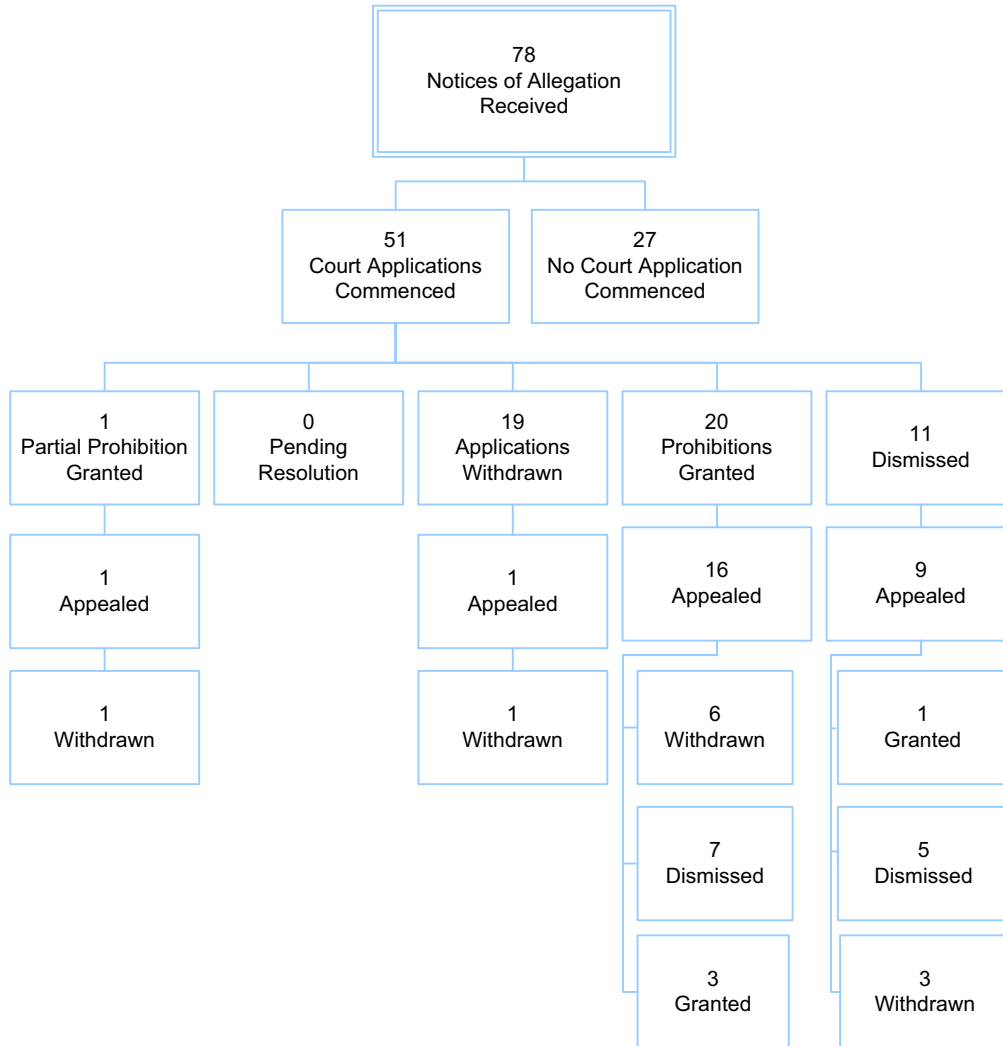 78
Notices of Allegation
Received
51
Court Applications
Commenced
27
No Court Application
Commenced
1
Partial Prohibition
Granted
0
Pending
Resolution
19
Applications
Withdrawn
20
Prohibitions
Granted
11
Dismissed
1
Appealed
1
Appealed
16
Appealed
9
Appealed
1
Withdrawn
1
Withdrawn
6
Withdrawn
1
Granted
7
Dismissed
5
Dismissed
3
Granted
3
Withdrawn